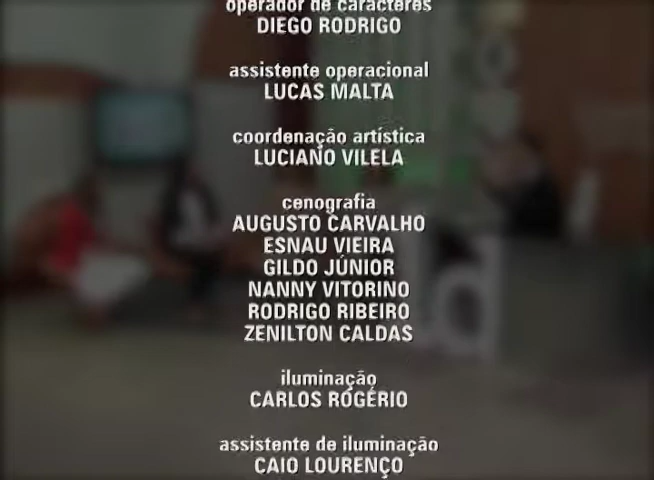 operador de caracteres
DIEGO RODRIGO
assistente operacional
LUCAS MALTA
coordenação artística
LUCIANO VILELA
cenografia
AUGUSTO CARVALHO
ESNAU VIEIRA
GILDO JÚNIOR
NANNY VITORINO
RODRIGO RIBEIRO
ZENILTON CALDAS
iluminação
CARLOS ROGÉRIO
assistente de iluminação
CAIO LOURENÇO
d